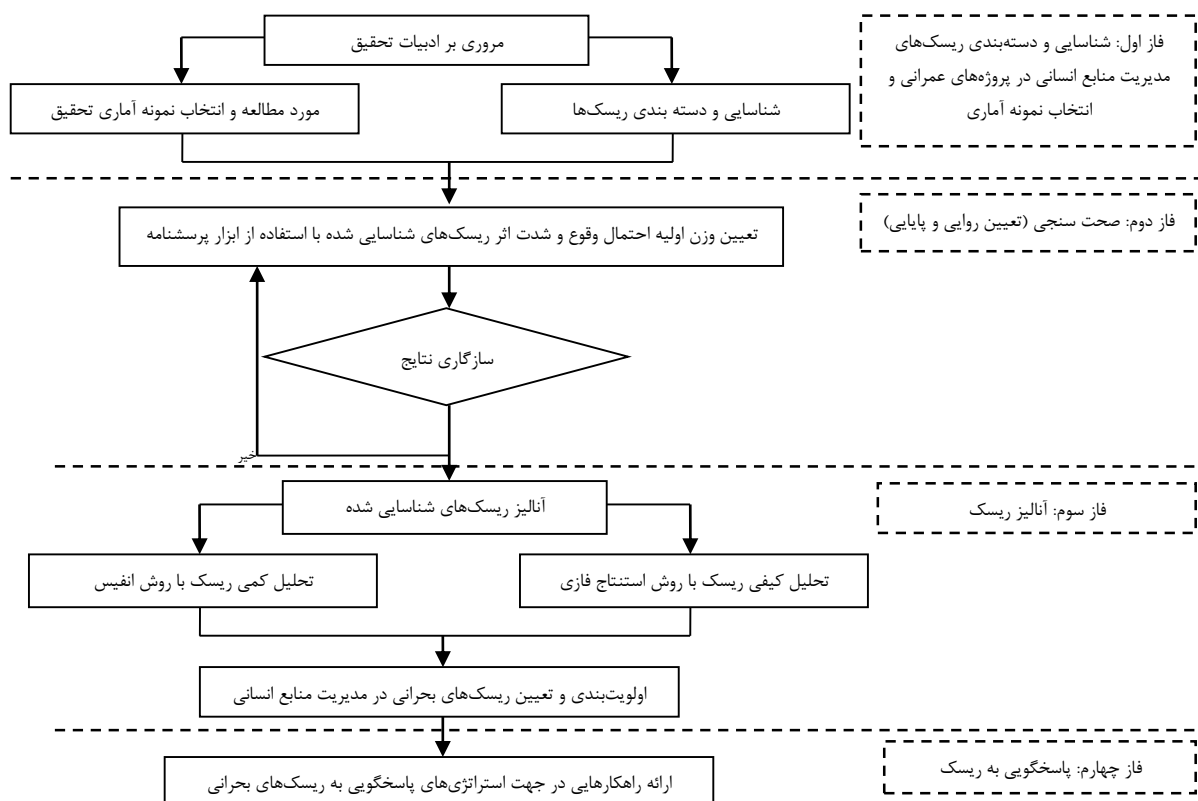 مروری بر ادبیات تحقیق
فاز اول: شناسایی و دسته‌بندی ریسک‌های
مدیریت منابع انسانی در پروژه‌های عمرانی و
انتخاب نمونه آماری
شناسایی و دسته بندی ریسک‌ها
مورد مطالعه و انتخاب نمونه آماری تحقیق
فاز دوم: صحت سنجی (تعیین روایی و پایایی)
تعیین وزن اولیه احتمال وقوع و شدت اثر ریسک‌های شناسایی شده با استفاده از ابزار پرسشنامه
سازگاری نتایج
خیر
فاز سوم: آنالیز ریسک
آنالیز ریسک‌های شناسایی شده
تحلیل کیفی ریسک با روش استنتاج فازی
تحلیل کمی ریسک با روش انفیس
اولویت‌بندی و تعیین ریسک‌های بحرانی در مدیریت منابع انسانی
فاز چهارم: پاسخگویی به ریسک
ارائه راهکارهایی در جهت استراتژی‌های پاسخگویی به ریسک‌های بحرانی